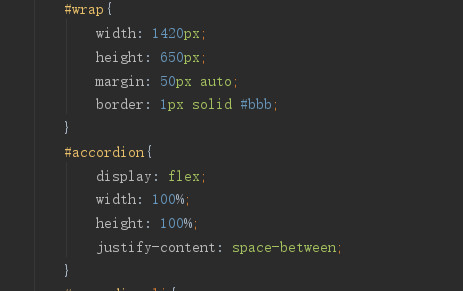 #wrap{
width: 1420px;
height: 650px;
margin: 50px auto;
border: 1px solid #bbb;
}
#accordion{
display: flex;
width: 100%;
height: 100%;
justify-content: space-between;
}